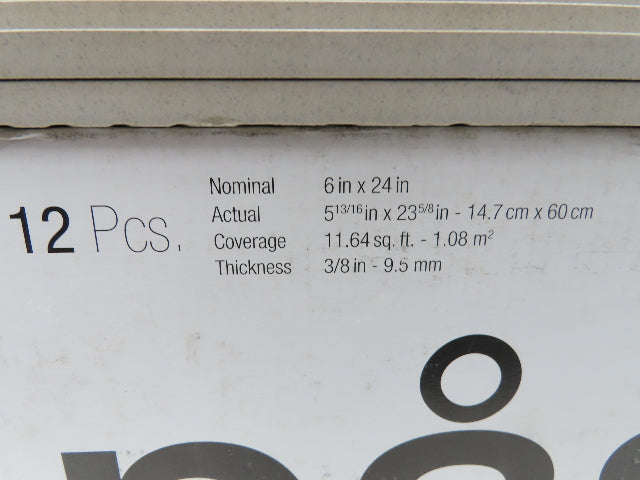 12 Pcs.
Nominal 6 in x 24 in
Actual 5 13/16 in x 23 5/8 in - 14.7 cm x 60 cm
Coverage 11.64 sq. ft. - 1.08 m²
Thickness 3/8 in - 9.5 mm